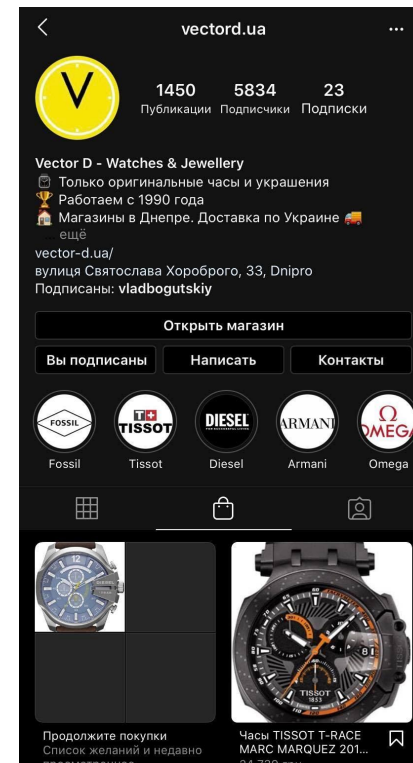 vectord.ua
V
1450 5834 23
Публикации Подписчики Подписки
Vector D - Watches & Jewellery
Только оригинальные часы и украшения
Работаем с 1990 года
Магазины в Днепре. Доставка по Украине
... ещё
vector-d.ua/
вулиця Святослава Хороброго, 33, Dnipro
Подписаны: vladbogutskiy
Открыть магазин
Вы подписаны Написать Контакты
FOSSIL T+ TISSOT DIESEL ARMANI Ω OMEGA
Fossil Tissot Diesel Armani Omega
TISSOT
1853
Продолжите покупки
Список желаний и недавно
просмотренное
Часы TISSOT T-RACE
MARC MARQUEZ 201...